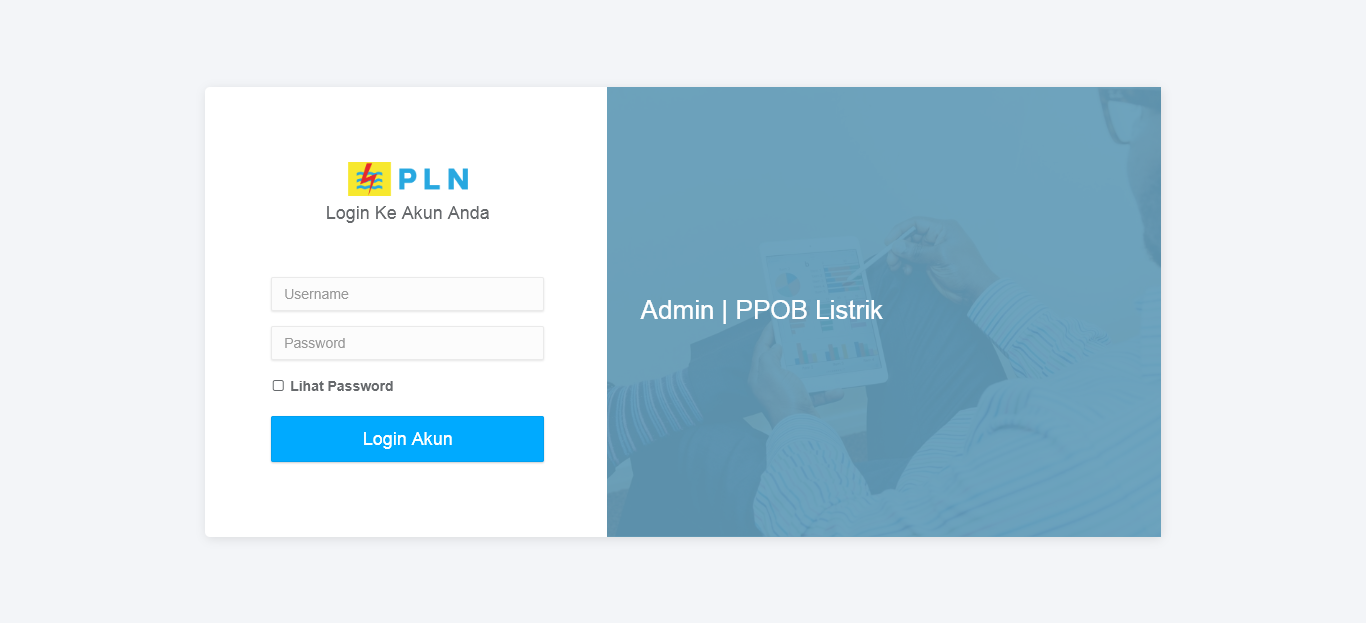 PLN
Login Ke Akun Anda
Username
Password
Lihat Password
Login Akun
Admin | PPOB Listrik